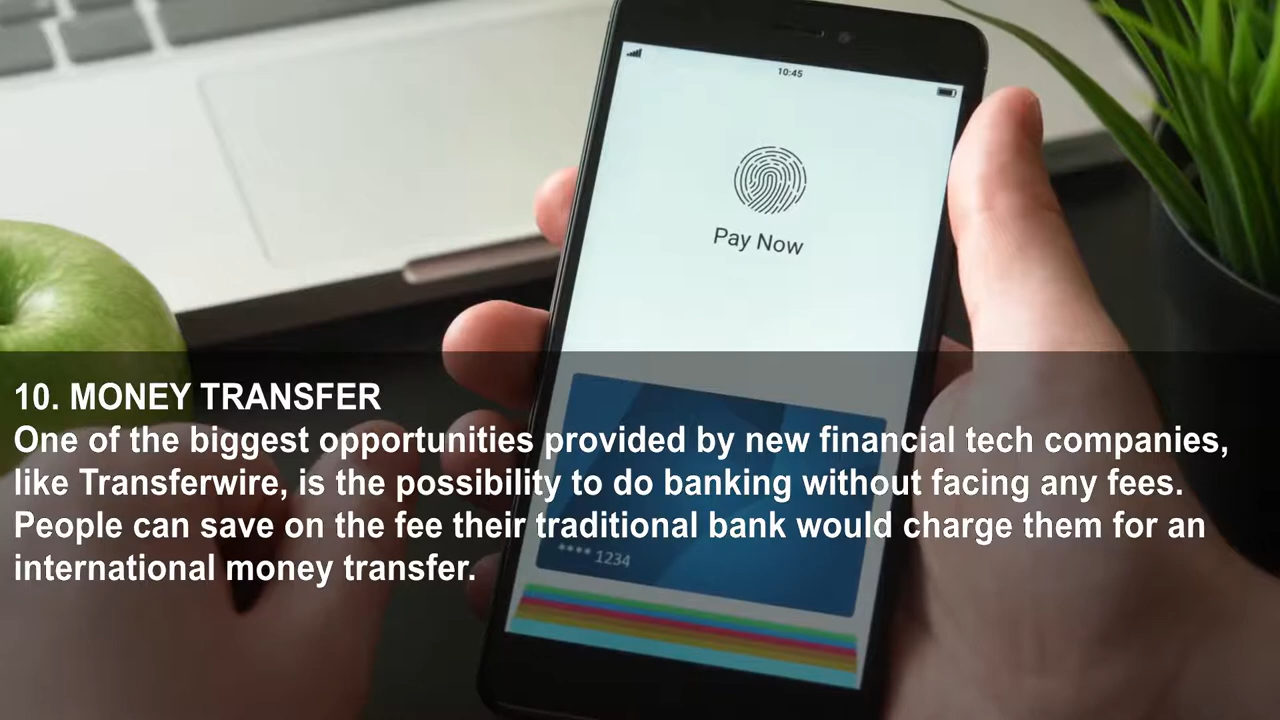 10:45
Pay Now
10. MONEY TRANSFER
One of the biggest opportunities provided by new financial tech companies,
like Transferwire, is the possibility to do banking without facing any fees.
People can save on the fee their traditional bank would charge them for an
international money transfer.
**** 1234